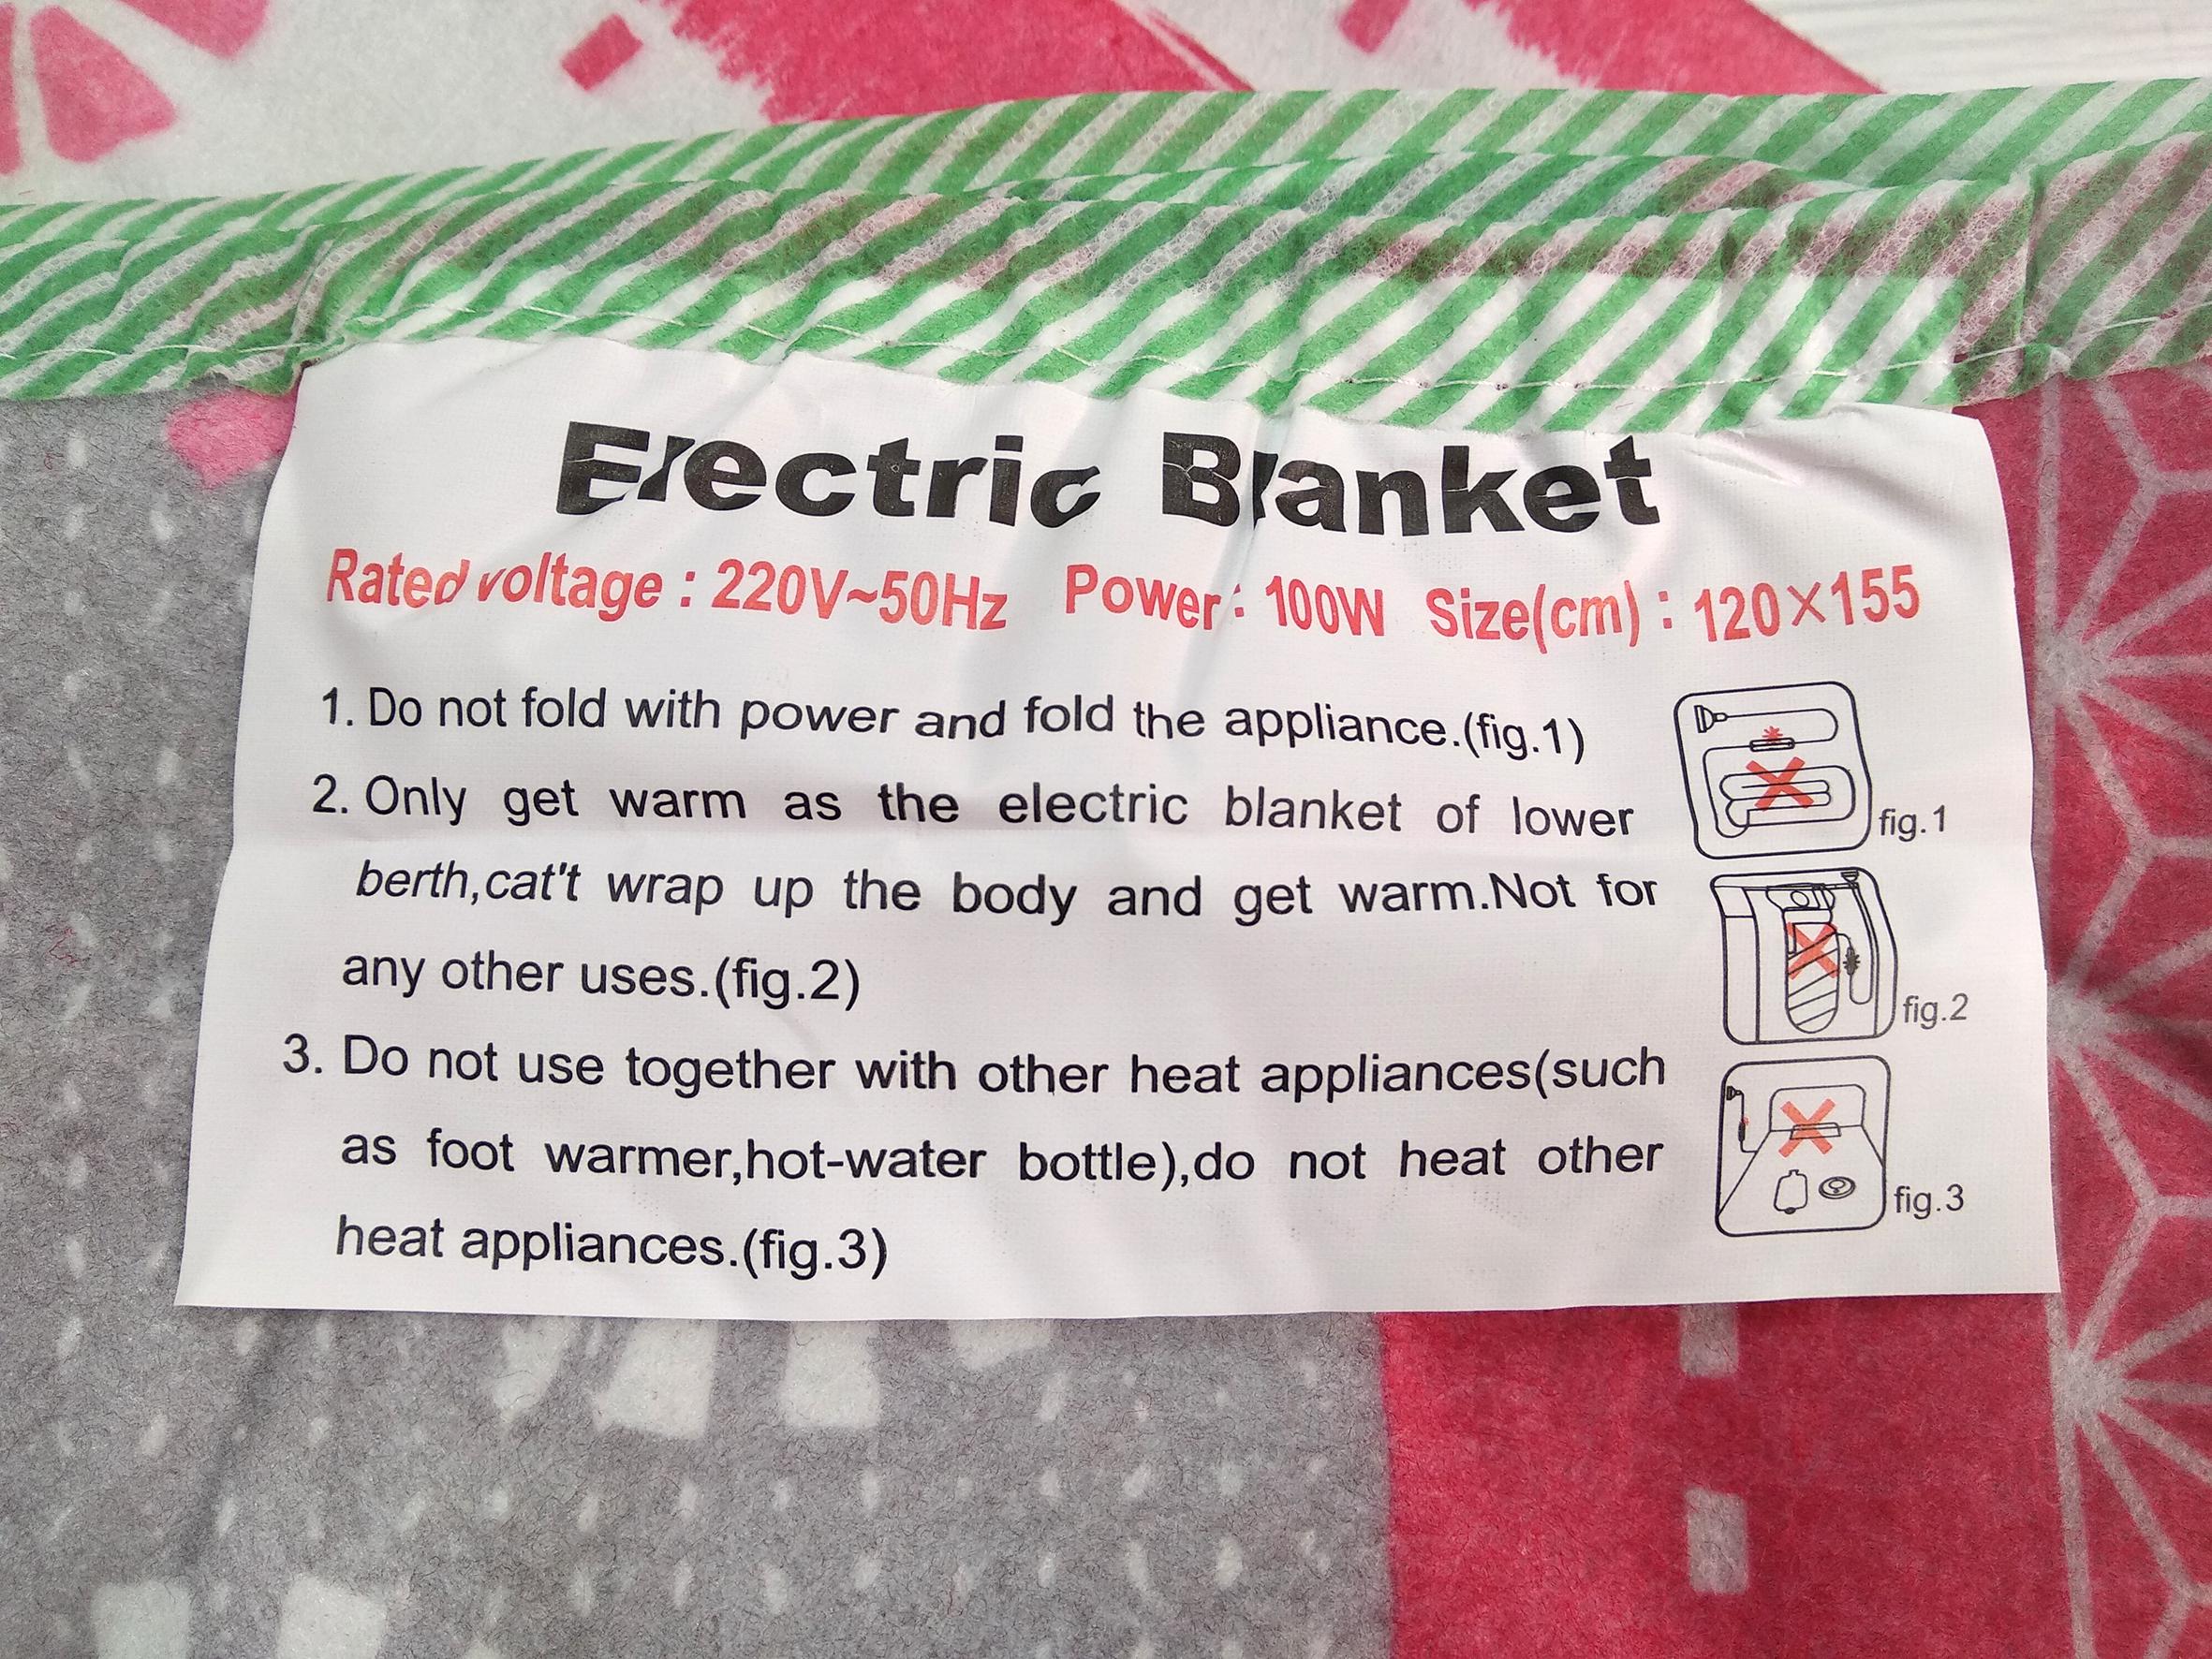 Electric Blanket
Rated voltage : 220V~50Hz Power : 100W Size(cm) : 120×155
1. Do not fold with power and fold the appliance.(fig.1)
2. Only get warm as the electric blanket of lower
berth,cat't wrap up the body and get warm.Not for
any other uses.(fig.2)
3. Do not use together with other heat appliances(such
as foot warmer,hot-water bottle),do not heat other
heat appliances.(fig.3)
fig.1
fig.2
fig.3